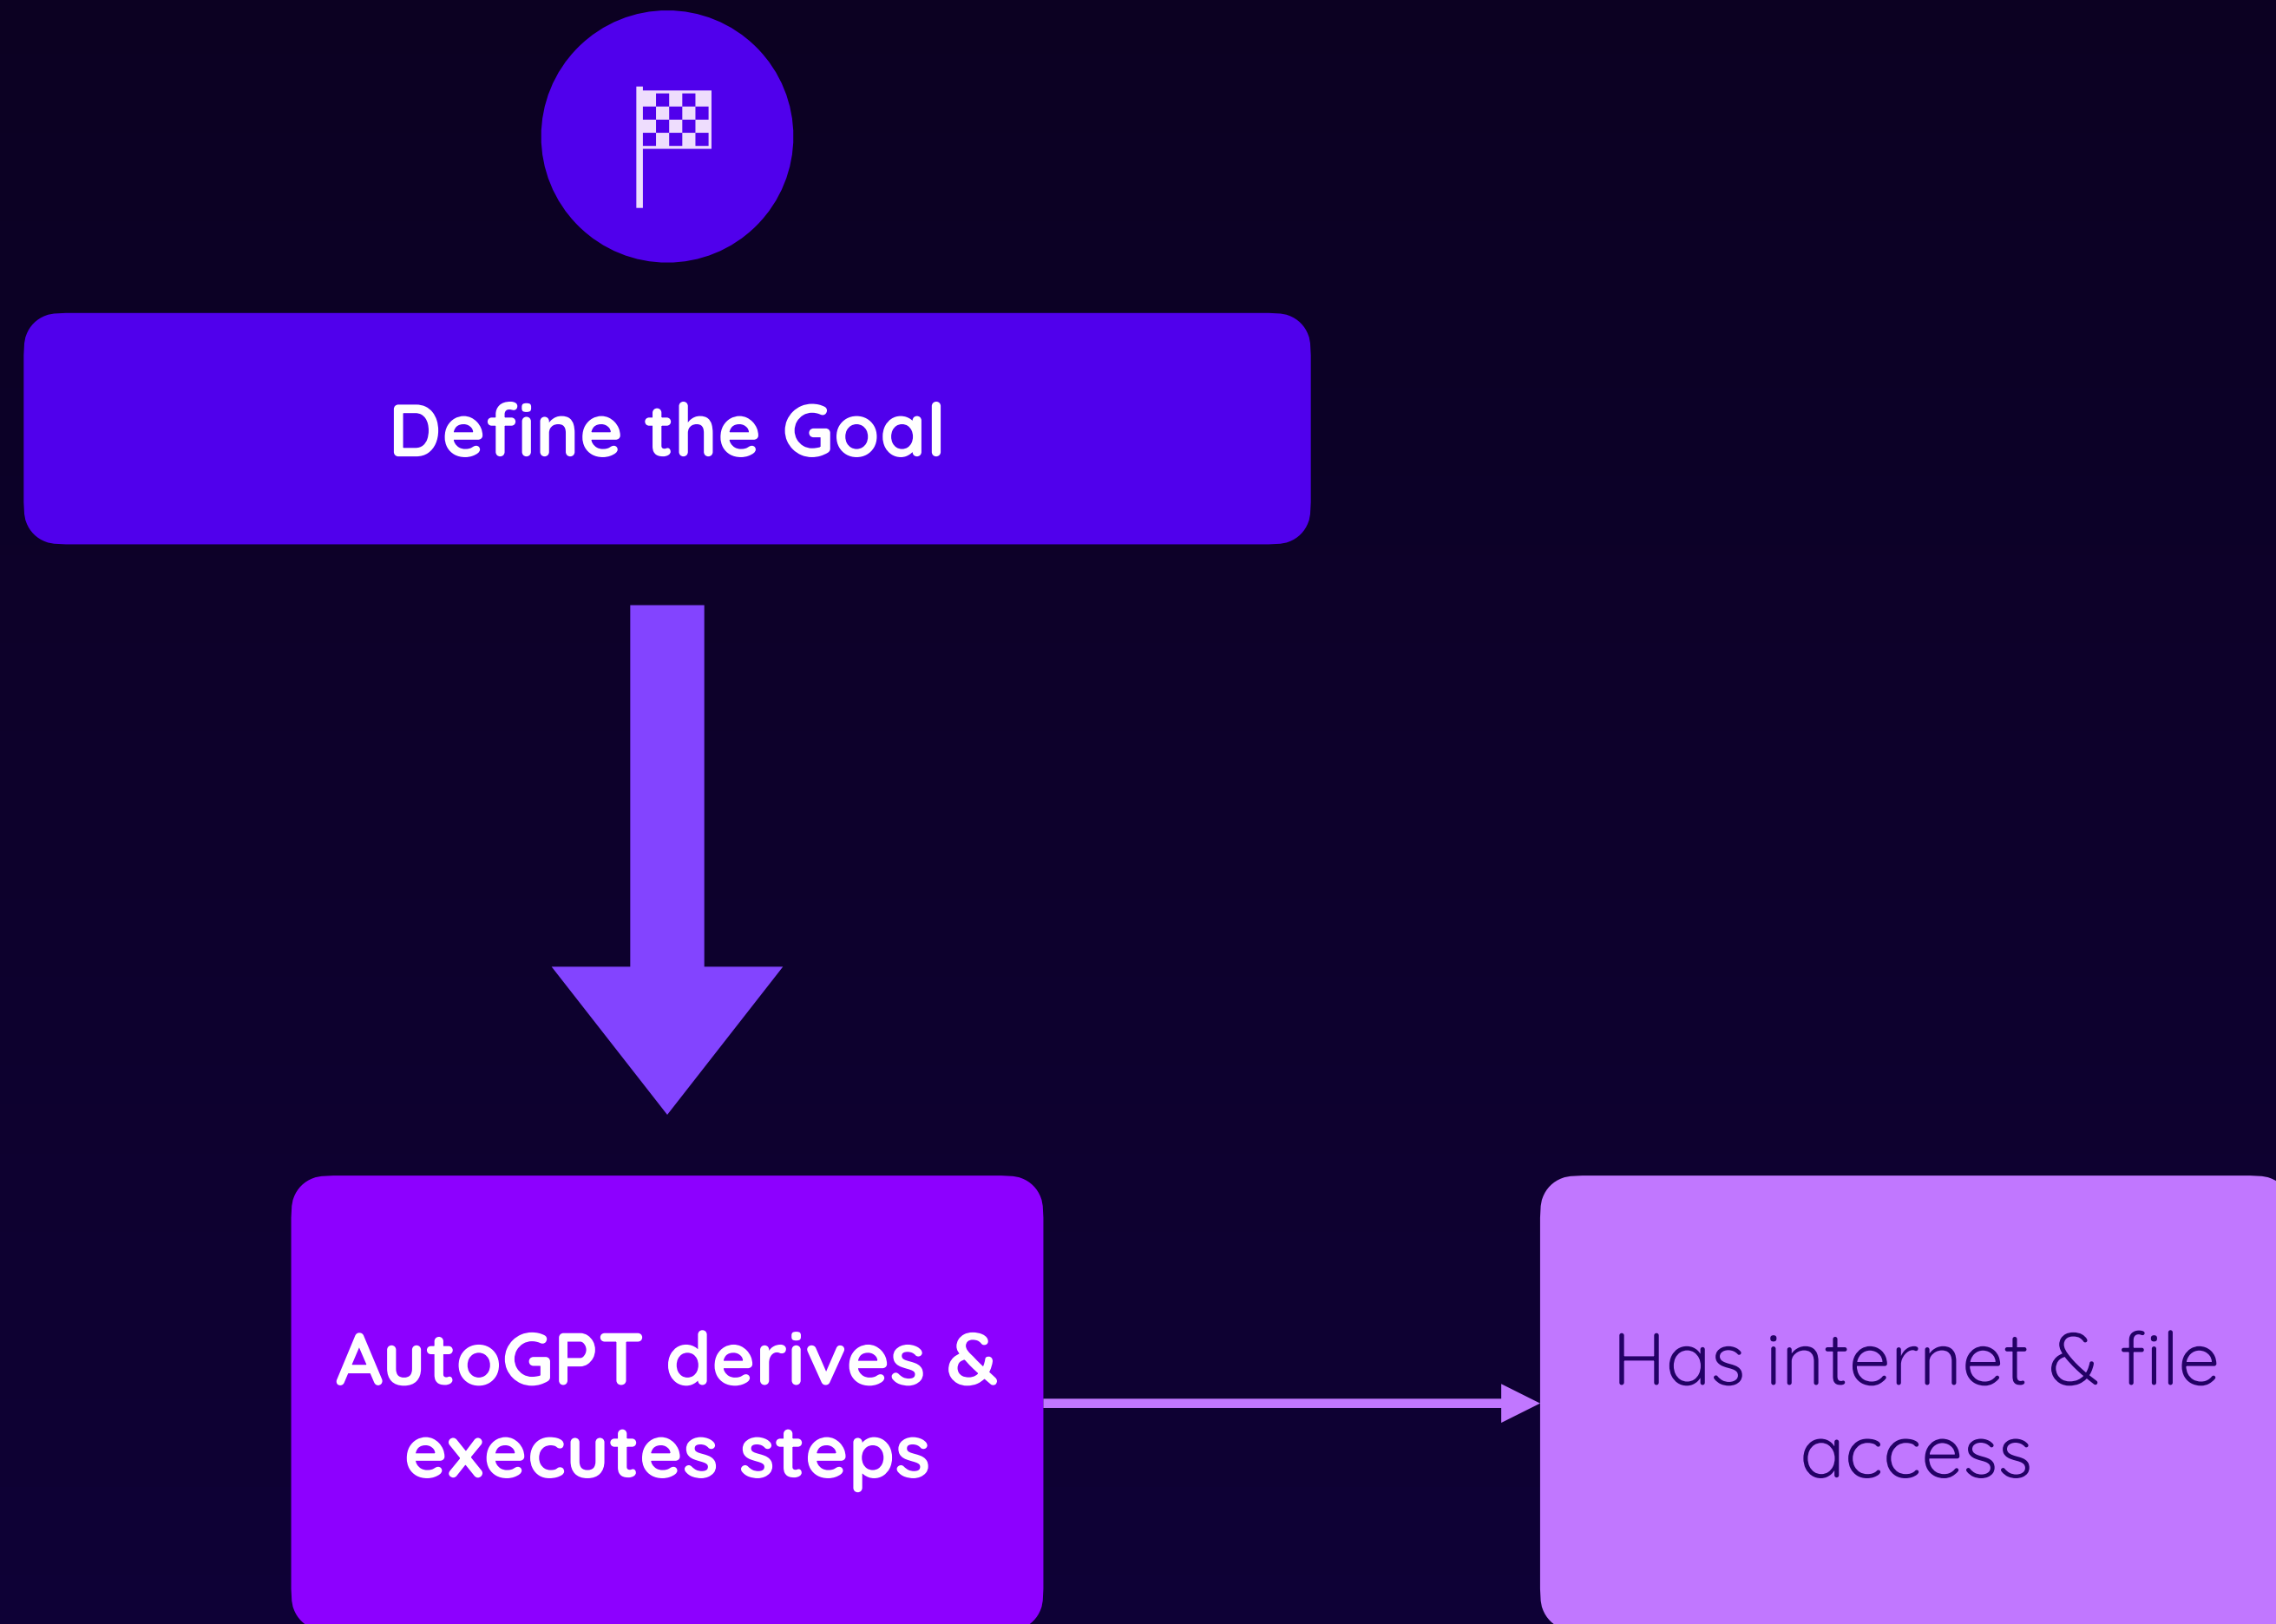 Define the Goal
AutoGPT derives &
executes steps
Has internet & file
access